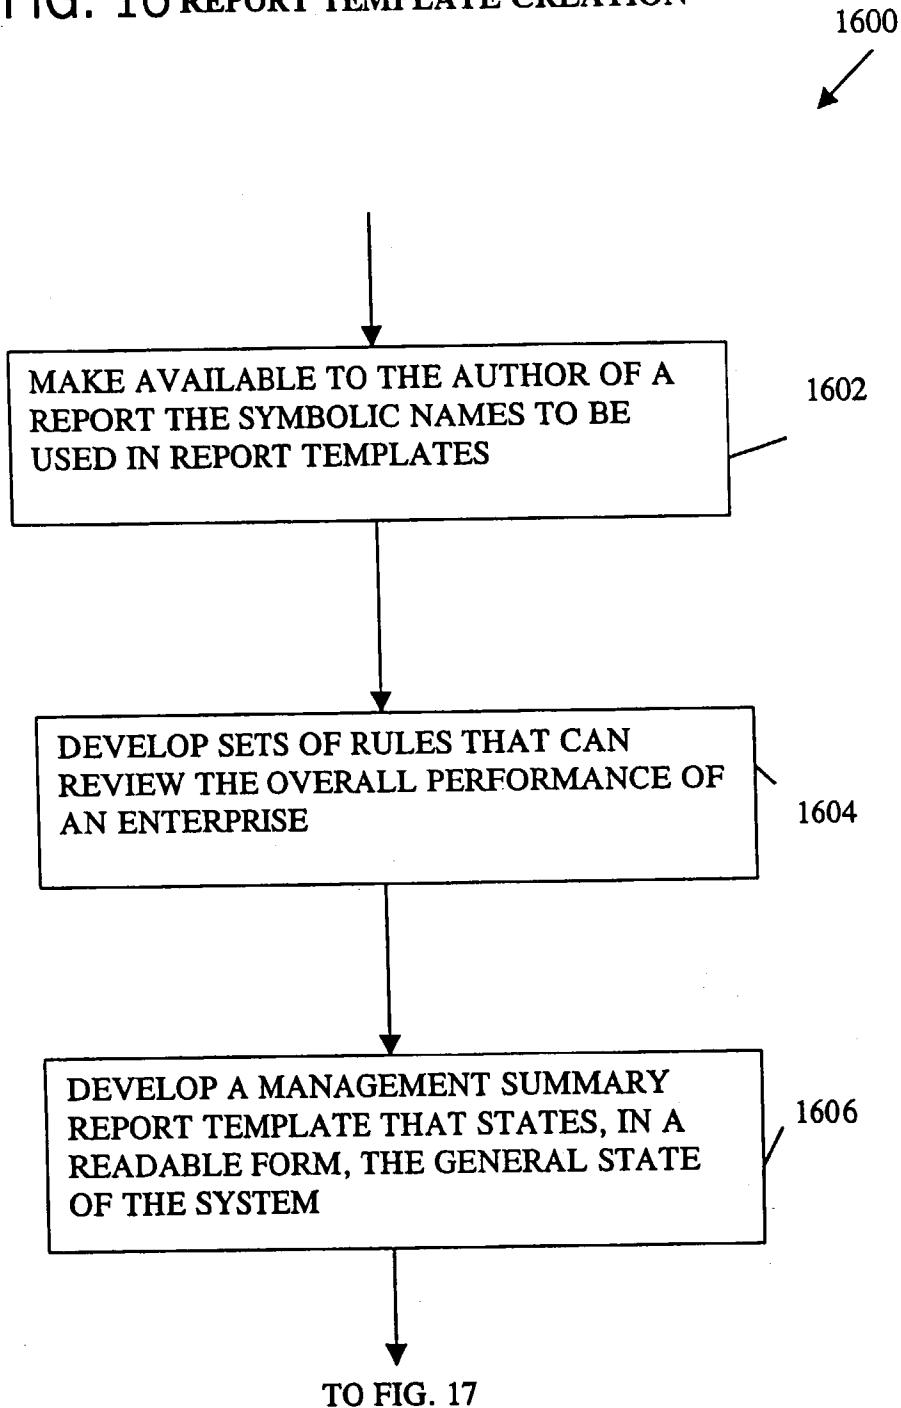 FIG. 16 REPORT TEMPLATE CREATION
1600
MAKE AVAILABLE TO THE AUTHOR OF A
REPORT THE SYMBOLIC NAMES TO BE
USED IN REPORT TEMPLATES
1602
DEVELOP SETS OF RULES THAT CAN
REVIEW THE OVERALL PERFORMANCE OF
AN ENTERPRISE
1604
DEVELOP A MANAGEMENT SUMMARY
REPORT TEMPLATE THAT STATES, IN A
READABLE FORM, THE GENERAL STATE
OF THE SYSTEM
1606
TO FIG. 17